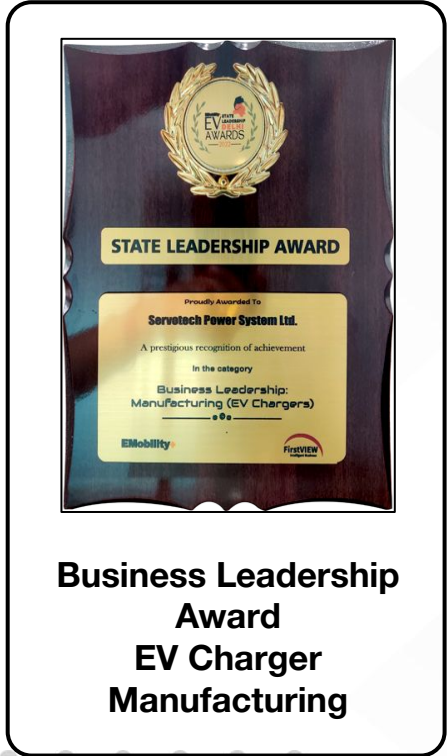 EV
STATE
LEADERSHIP
DELHI
AWARDS
STATE LEADERSHIP AWARD
Proudly Awarded To
Servotech Power System Ltd.
A prestigious recognition of achievement
In the category
Business Leadership:
Manufacturing (EV Chargers)
EMobility+
FirstVIEW
Business Leadership
Award
EV Charger
Manufacturing